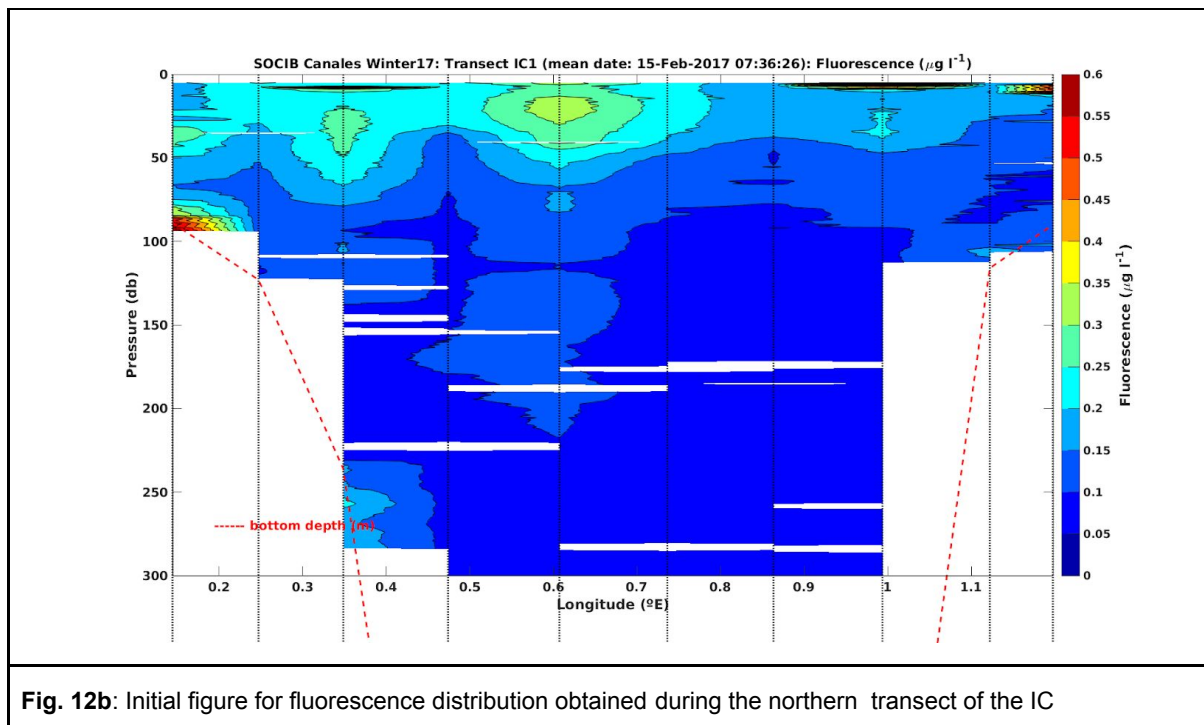 SOCIB Canales Winter17: Transect IC1 (mean date: 15-Feb-2017 07:36:26): Fluorescence (μg l⁻¹)
0
50
100
150
200
250
300
Pressure (db)
bottom depth (m)
0.2 0.3 0.4 0.5 0.6 0.7 0.8 0.9 1 1.1
Longitude (ºE)
0.6
0.55
0.5
0.45
0.4
0.35
0.3
0.25
0.2
0.15
0.1
0.05
0
Fluorescence (μg l⁻¹)
Fig. 12b: Initial figure for fluorescence distribution obtained during the northern transect of the IC